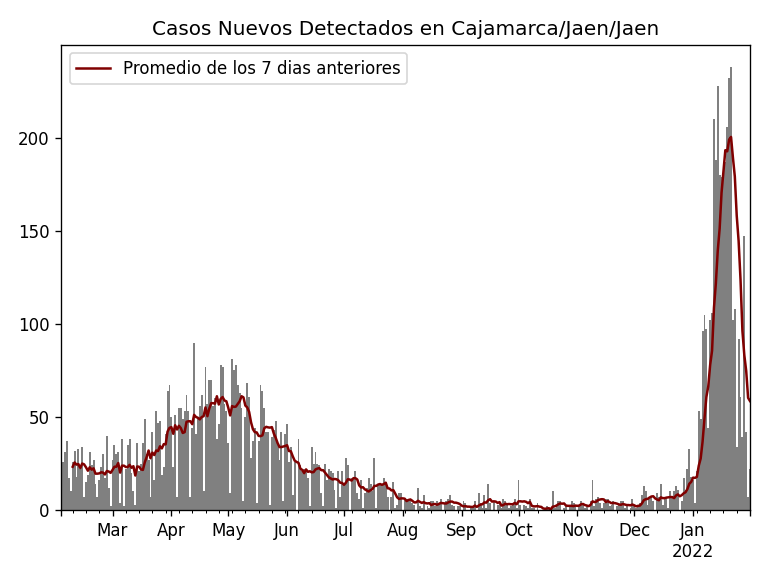 Casos Nuevos Detectados en Cajamarca/Jaen/Jaen
Promedio de los 7 dias anteriores
200
150
100
50
0
Mar Apr May Jun Jul Aug Sep Oct Nov Dec Jan
2022